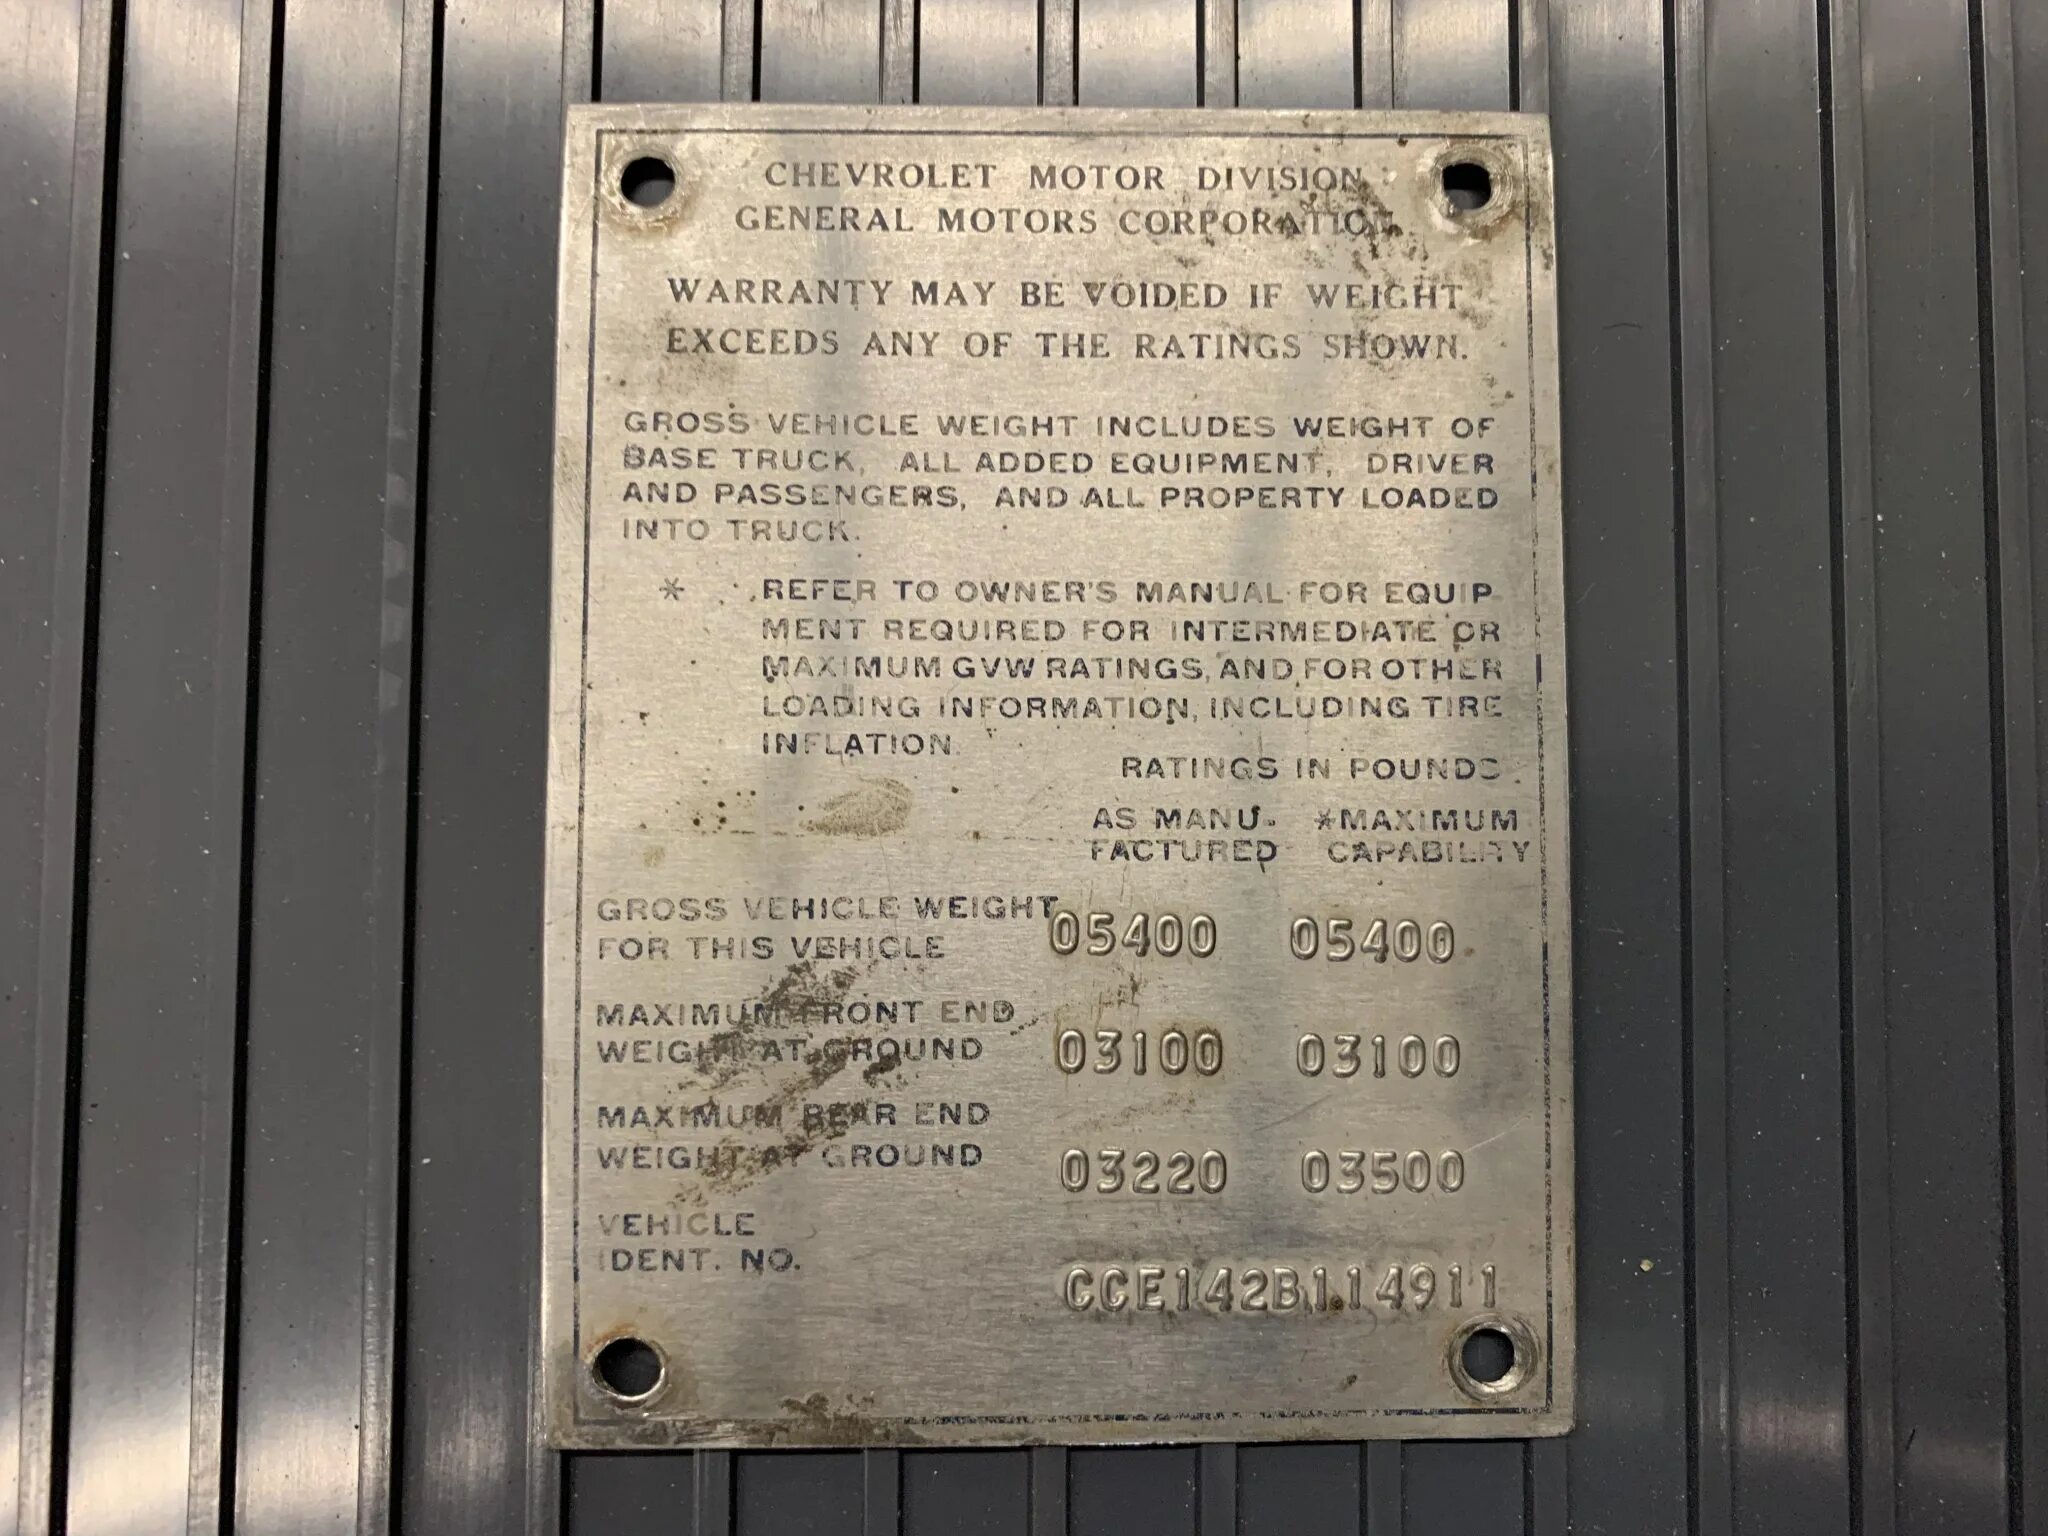 CHEVROLET MOTOR DIVISION
GENERAL MOTORS CORPORATION
WARRANTY MAY BE VOIDED IF WEIGHT
EXCEEDS ANY OF THE RATINGS SHOWN.
GROSS VEHICLE WEIGHT INCLUDES WEIGHT OF
BASE TRUCK, ALL ADDED EQUIPMENT, DRIVER
AND PASSENGERS, AND ALL PROPERTY LOADED
INTO TRUCK.
* REFER TO OWNER'S MANUAL FOR EQUIP-
MENT REQUIRED FOR INTERMEDIATE OR
MAXIMUM GVW RATINGS, AND FOR OTHER
LOADING INFORMATION, INCLUDING TIRE
INFLATION.
RATINGS IN POUNDS
AS MANU- *MAXIMUM
FACTURED CAPABILITY
GROSS VEHICLE WEIGHT
FOR THIS VEHICLE 05400 05400
MAXIMUM FRONT END
WEIGHT AT GROUND 03100 03100
MAXIMUM REAR END
WEIGHT AT GROUND 03220 03500
VEHICLE
IDENT. NO. CCE142B114911